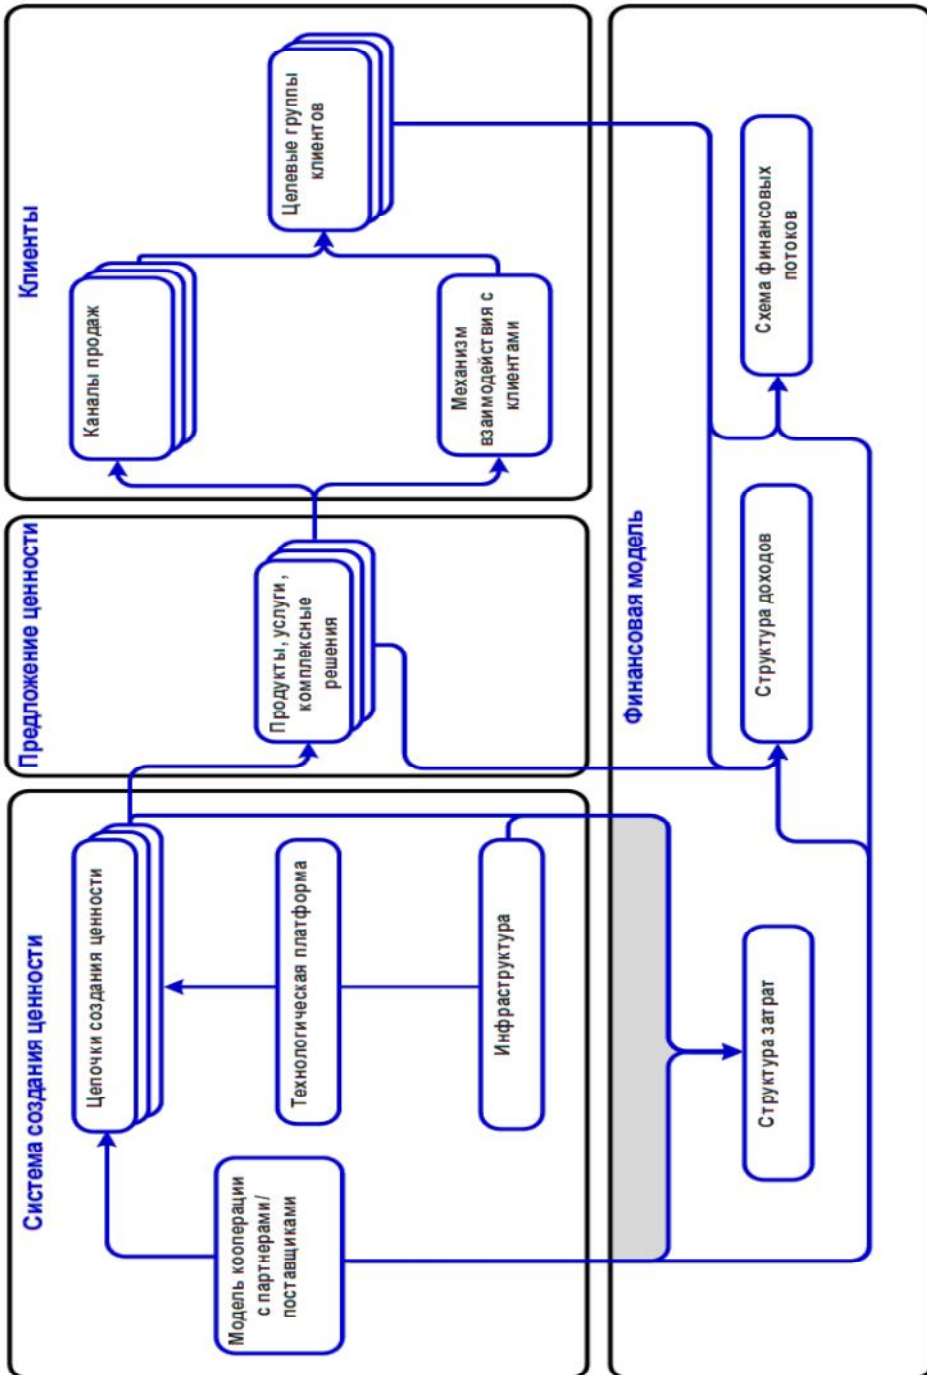 Система создания ценности
Модель кооперации
с партнерами/
поставщиками
Цепочки создания ценности
Технологическая платформа
Инфраструктура
Предложение ценности
Продукты, услуги,
комплексные
решения
Клиенты
Каналы продаж
Механизм
взаимодействия с
клиентами
Целевые группы
клиентов
Финансовая модель
Структура затрат
Структура доходов
Схема финансовых
потоков